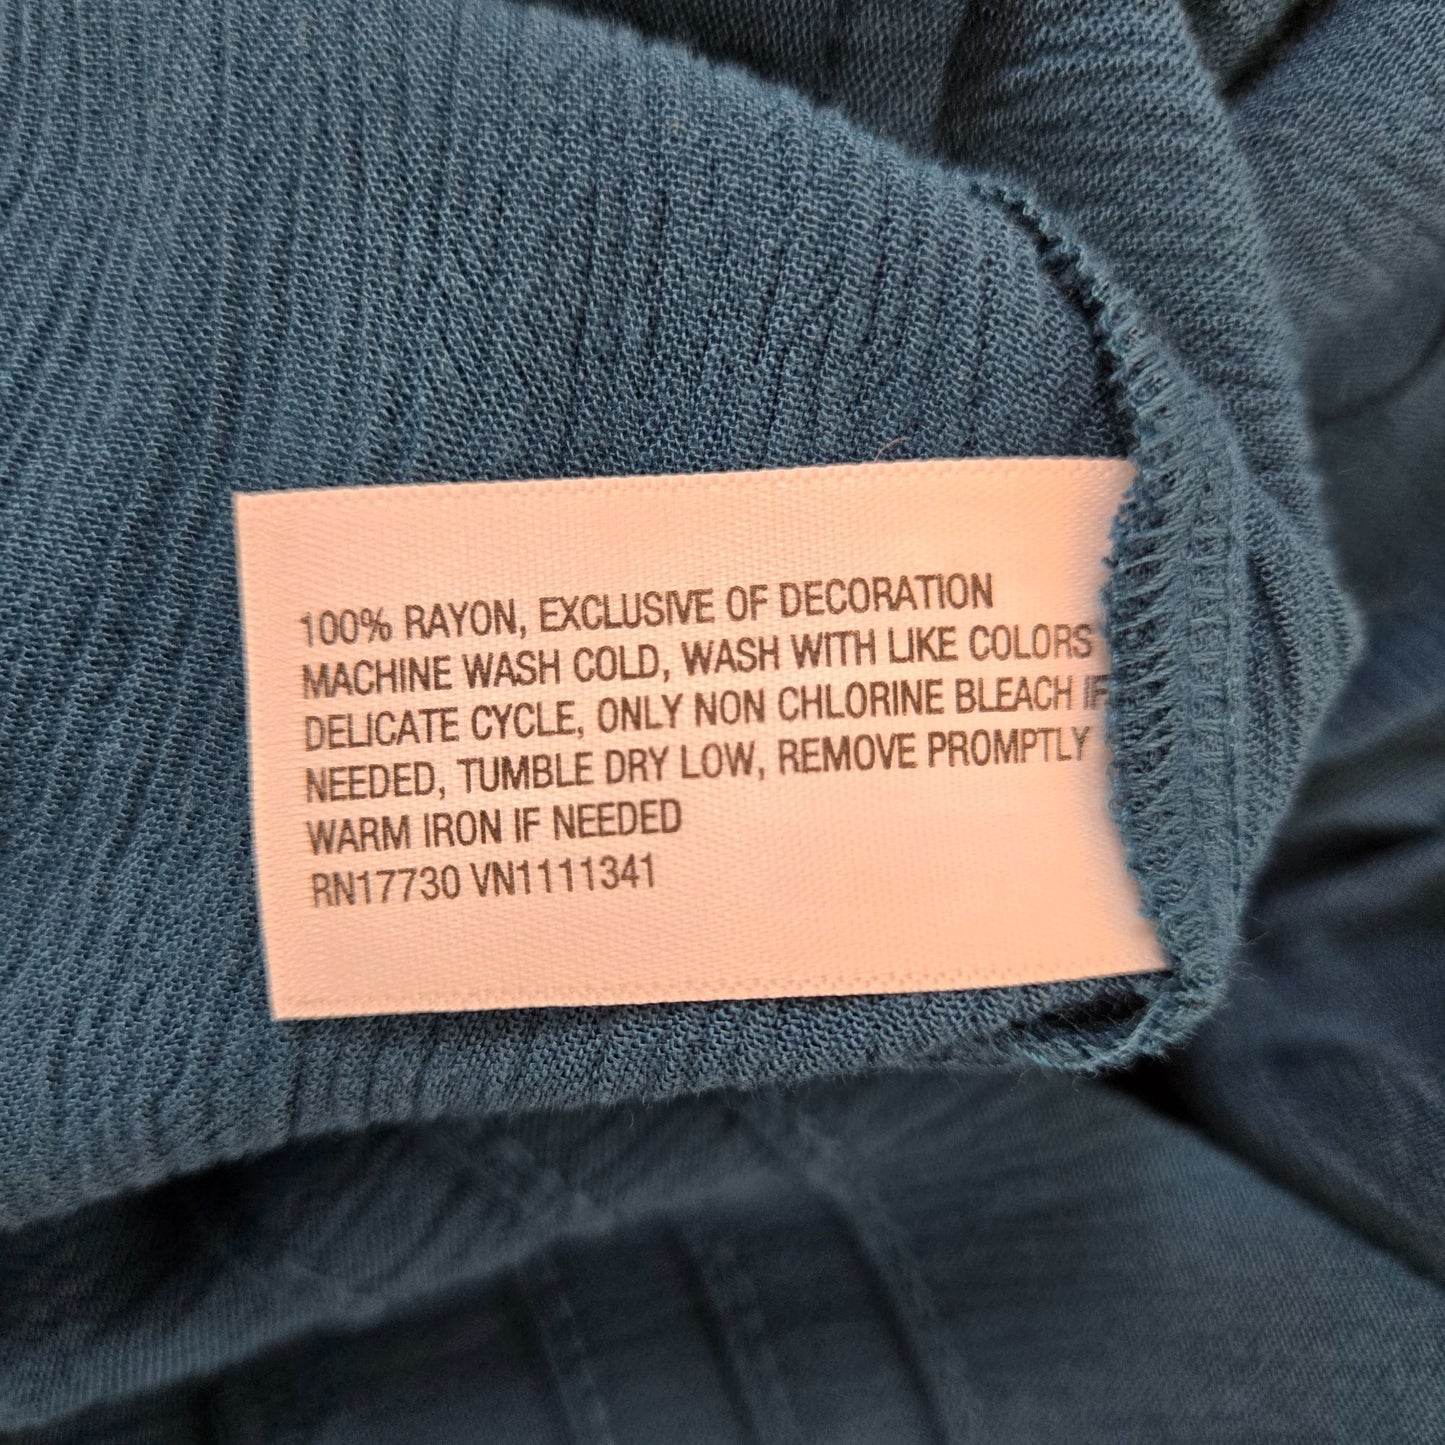 100% RAYON, EXCLUSIVE OF DECORATION
MACHINE WASH COLD, WASH WITH LIKE COLORS
DELICATE CYCLE, ONLY NON CHLORINE BLEACH IF
NEEDED, TUMBLE DRY LOW, REMOVE PROMPTLY
WARM IRON IF NEEDED
RN17730 VN1111341